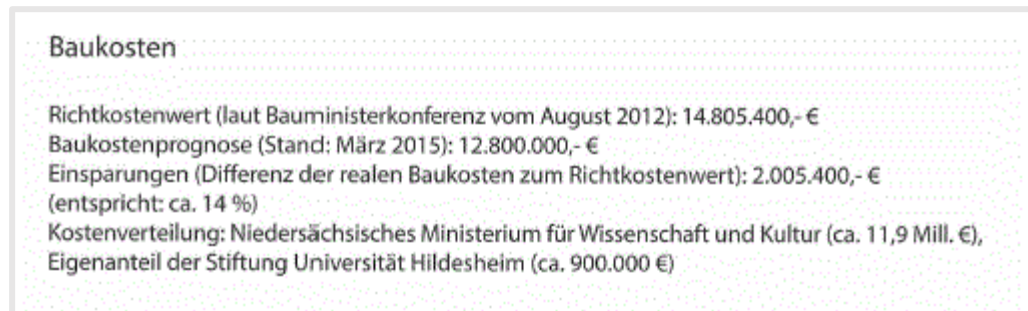 Baukosten
Richtkostenwert (laut Bauministerkonferenz vom August 2012): 14.805.400,- €
Baukostenprognose (Stand: März 2015): 12.800.000,- €
Einsparungen (Differenz der realen Baukosten zum Richtkostenwert): 2.005.400,- €
(entspricht: ca. 14 %)
Kostenverteilung: Niedersächsisches Ministerium für Wissenschaft und Kultur (ca. 11,9 Mill. €),
Eigenanteil der Stiftung Universität Hildesheim (ca. 900.000 €)